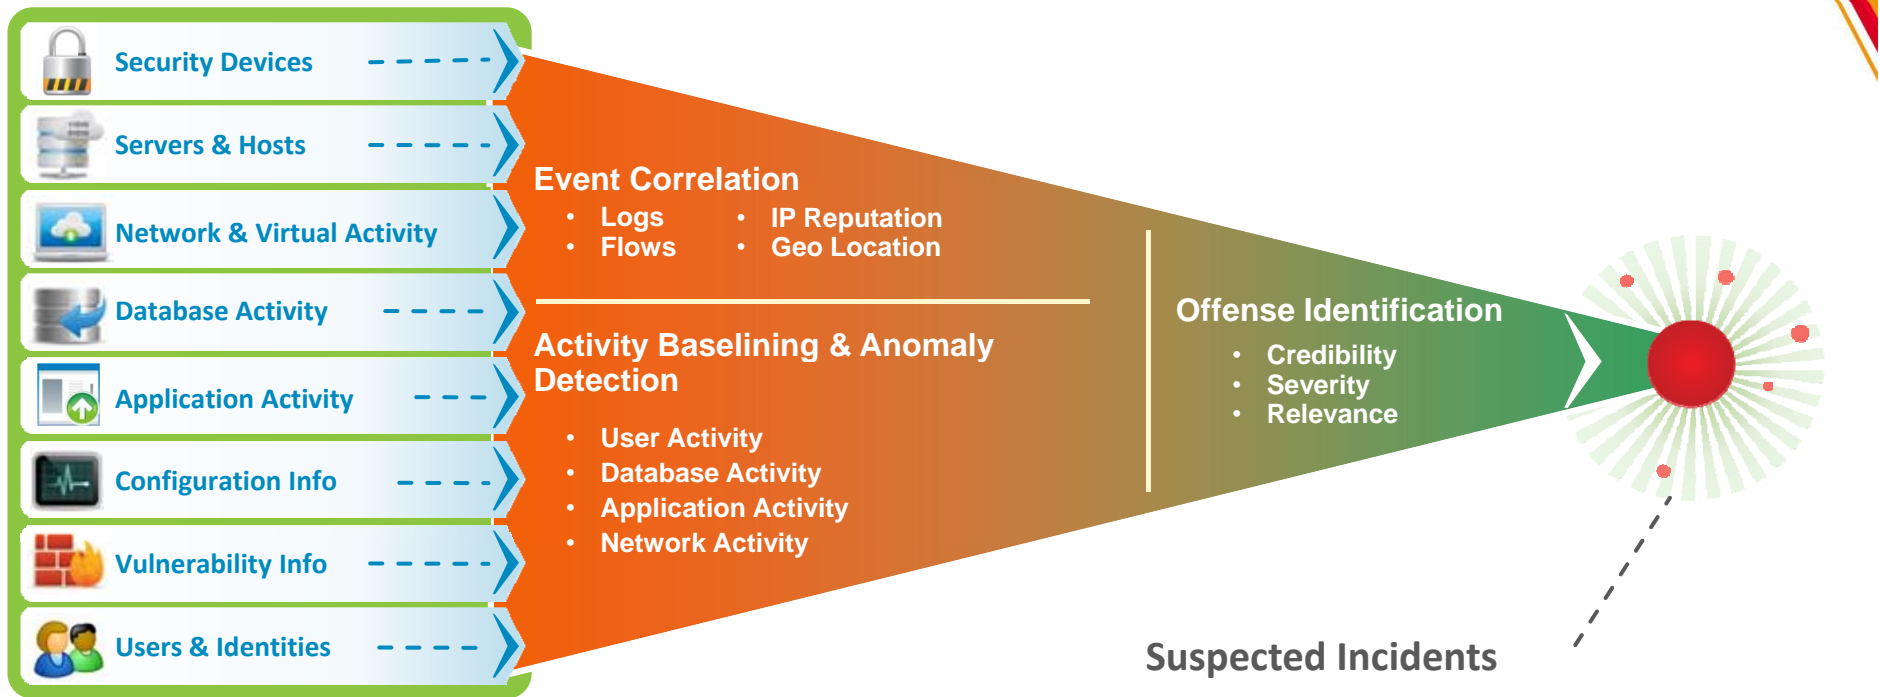 Security Devices
Servers & Hosts
Network & Virtual Activity
Database Activity
Application Activity
Configuration Info
Vulnerability Info
Users & Identities
Event Correlation
• Logs
• Flows
• IP Reputation
• Geo Location
Activity Baselining & Anomaly
Detection
• User Activity
• Database Activity
• Application Activity
• Network Activity
Offense Identification
• Credibility
• Severity
• Relevance
Suspected Incidents